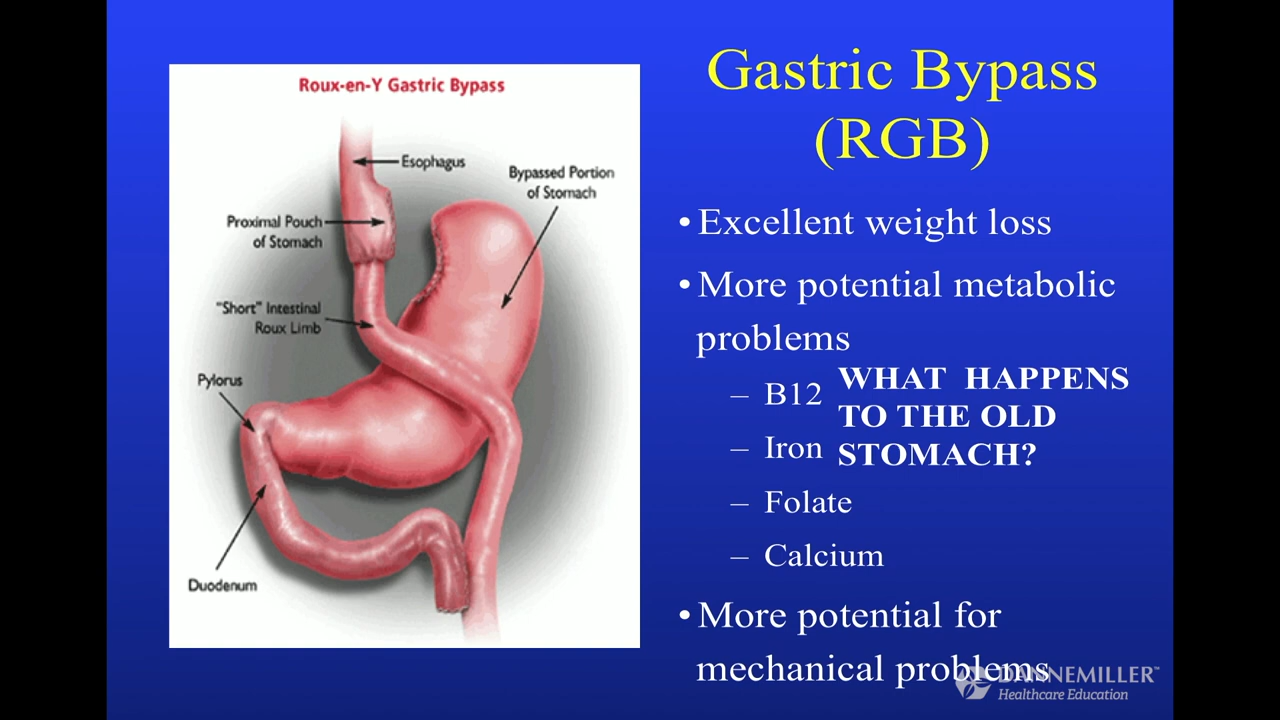 Roux-en-Y Gastric Bypass
Esophagus
Bypassed Portion
of Stomach
Proximal Pouch
of Stomach
"Short" Intestinal
Roux Limb
Pylorus
Duodenum
Gastric Bypass
(RGB)
• Excellent weight loss
• More potential metabolic
problems
– B12
– Iron
– Folate
– Calcium
WHAT HAPPENS
TO THE OLD
STOMACH?
• More potential for
mechanical problems
DANNEMILLER™
Healthcare Education